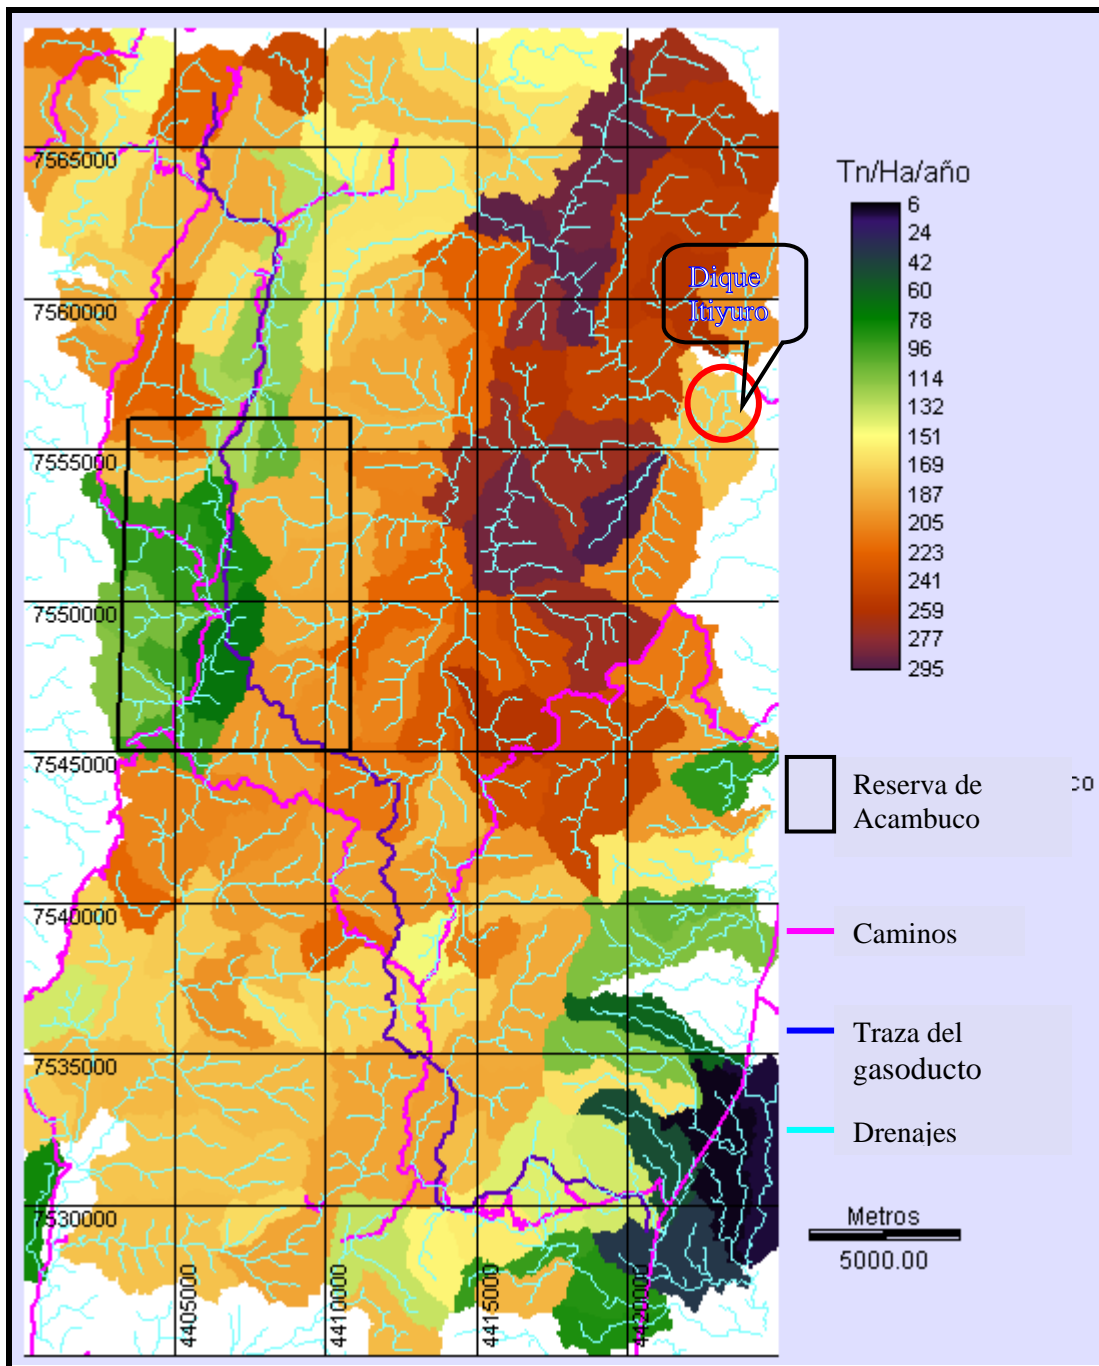 Tn/Ha/año
6
24
42
60
78
96
114
132
151
169
187
205
223
241
259
277
295
Dique
Itiyuro
7565000
7560000
7555000
7550000
7545000
7540000
7535000
7530000
4405000
4410000
4415000
4420000
Reserva de
Acambuco
co
Caminos
Traza del
gasoducto
Drenajes
Metros
5000.00